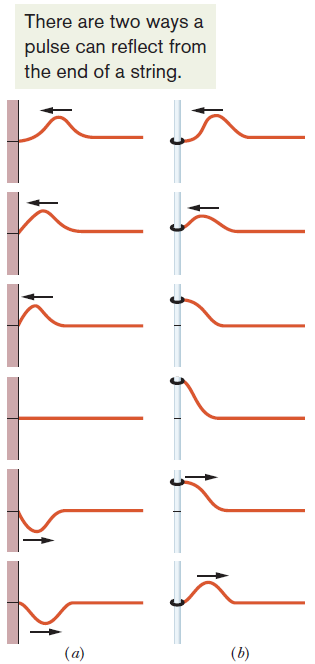 There are two ways a
pulse can reflect from
the end of a string.
(a)
(b)